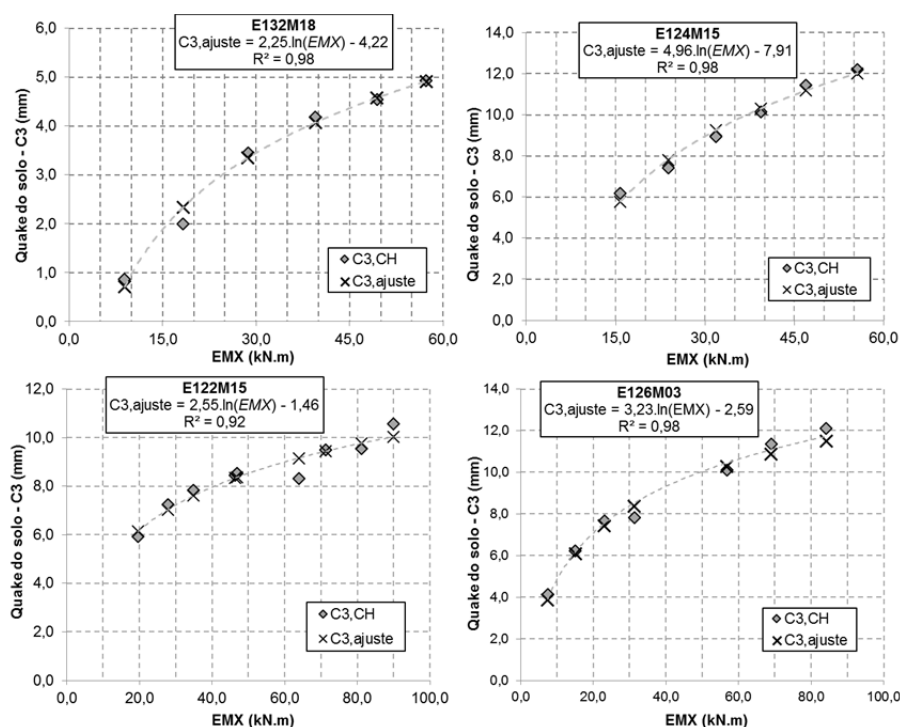 E132M18
C3,ajuste = 2,25.ln(EMX) - 4,22
R² = 0,98
Quake do solo - C3 (mm)
6,0
5,0
4,0
3,0
2,0
1,0
0,0
C3,CH
C3,ajuste
0,0 15,0 30,0 45,0 60,0
EMX (kN.m)
E124M15
C3,ajuste = 4,96.ln(EMX) - 7,91
R² = 0,98
Quake do solo - C3 (mm)
14,0
12,0
10,0
8,0
6,0
4,0
2,0
0,0
C3,CH
C3,ajuste
0,0 10,0 20,0 30,0 40,0 50,0 60,0
EMX (kN.m)
E122M15
C3,ajuste = 2,55.ln(EMX) - 1,46
R² = 0,92
Quake do solo - C3 (mm)
12,0
10,0
8,0
6,0
4,0
2,0
0,0
C3,CH
C3,ajuste
0,0 20,0 40,0 60,0 80,0 100,0
EMX (kN.m)
E126M03
C3,ajuste = 3,23.ln(EMX) - 2,59
R² = 0,98
Quake do solo - C3 (mm)
14,0
12,0
10,0
8,0
6,0
4,0
2,0
0,0
C3,CH
C3,ajuste
0,0 20,0 40,0 60,0 80,0 100,0
EMX (kN.m)